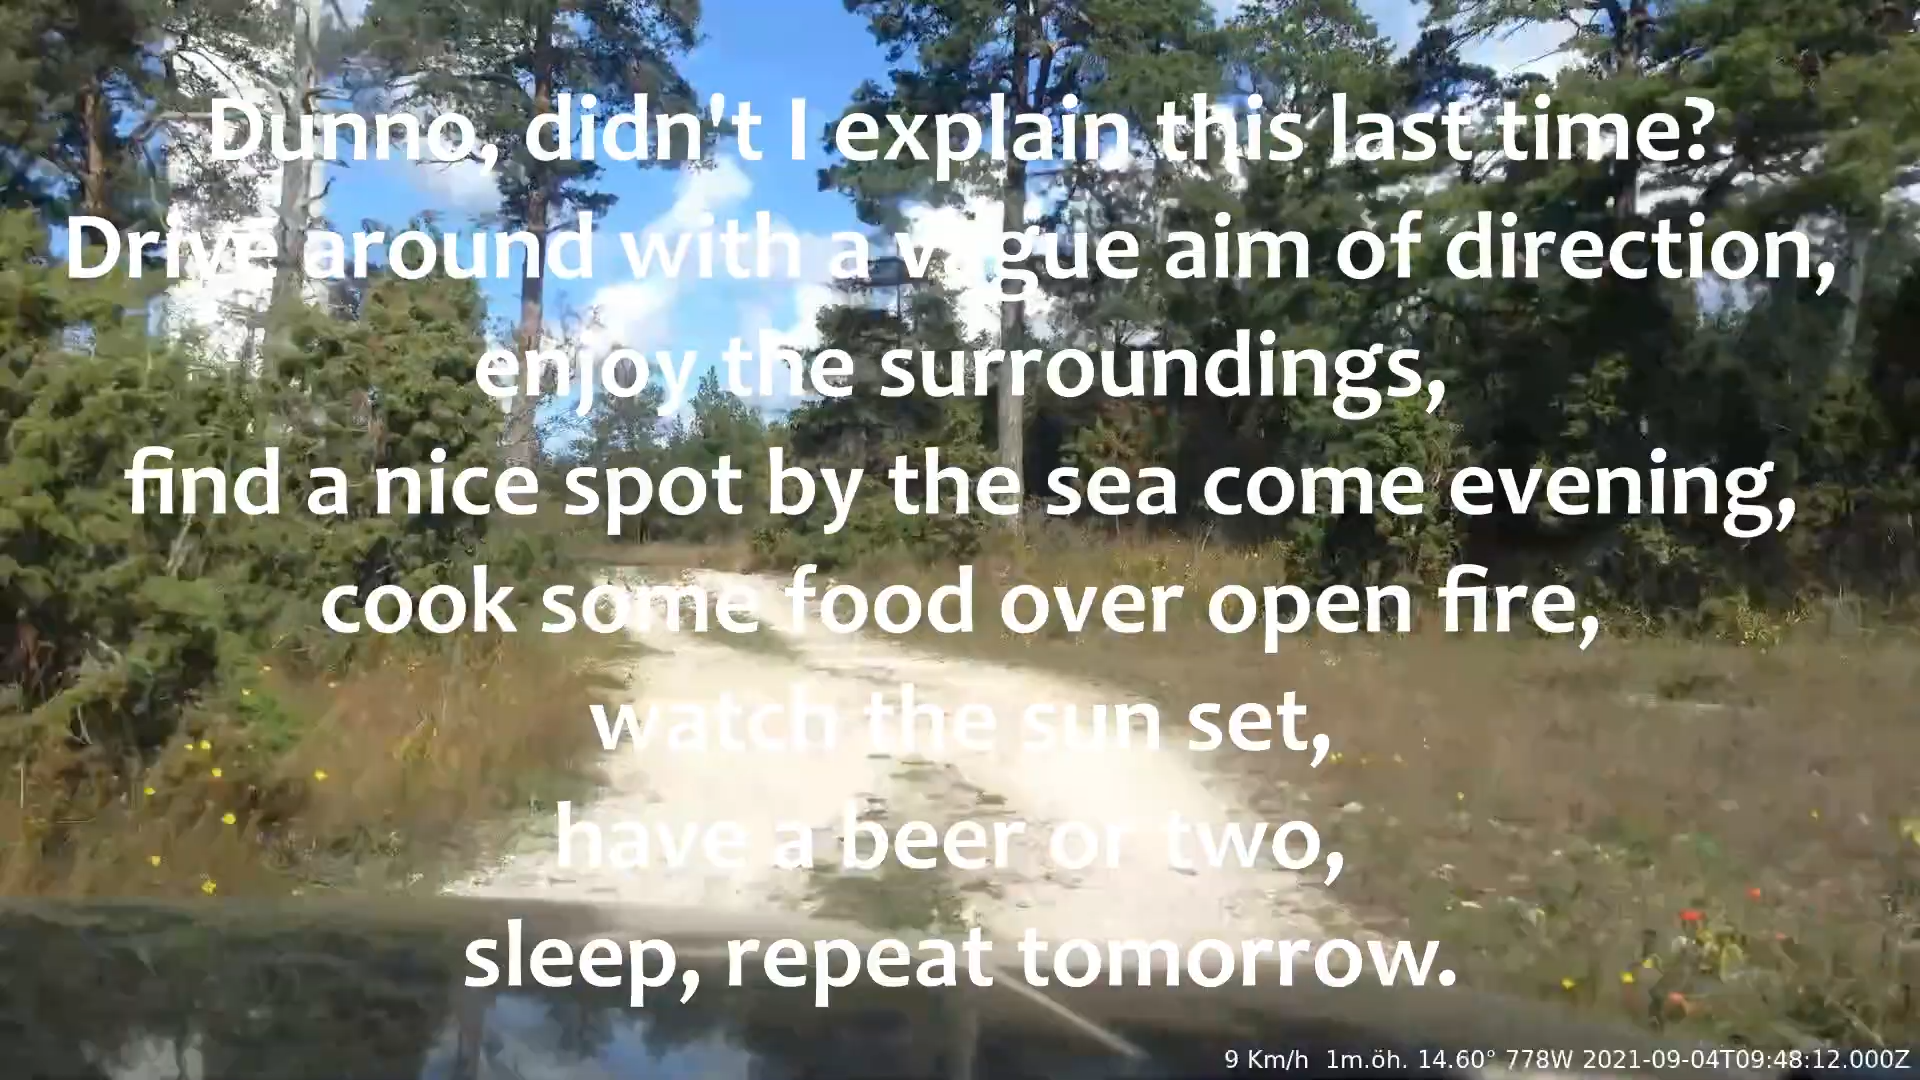 Dunno, didn't I explain this last time?
Drive around with a vague aim of direction,
enjoy the surroundings,
find a nice spot by the sea come evening,
cook some food over open fire,
watch the sun set,
have a beer or two,
sleep, repeat tomorrow.
9 Km/h 1m.öh. 14.60° 778W 2021-09-04T09:48:12.000Z